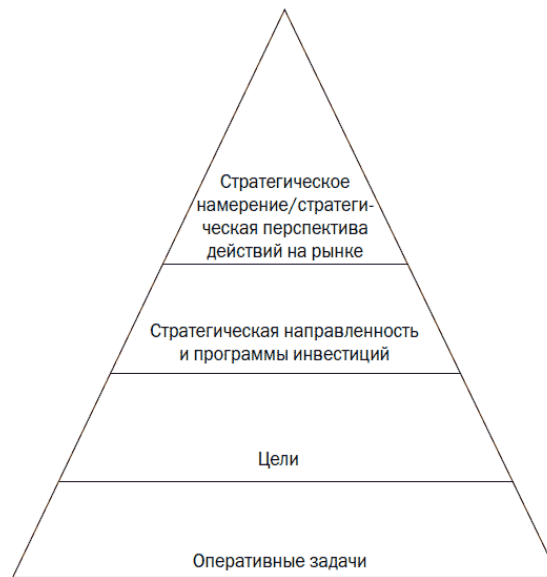 Стратегическое
намерение/стратеги-
ческая перспектива
действий на рынке
Стратегическая направленность
и программы инвестиций
Цели
Оперативные задачи